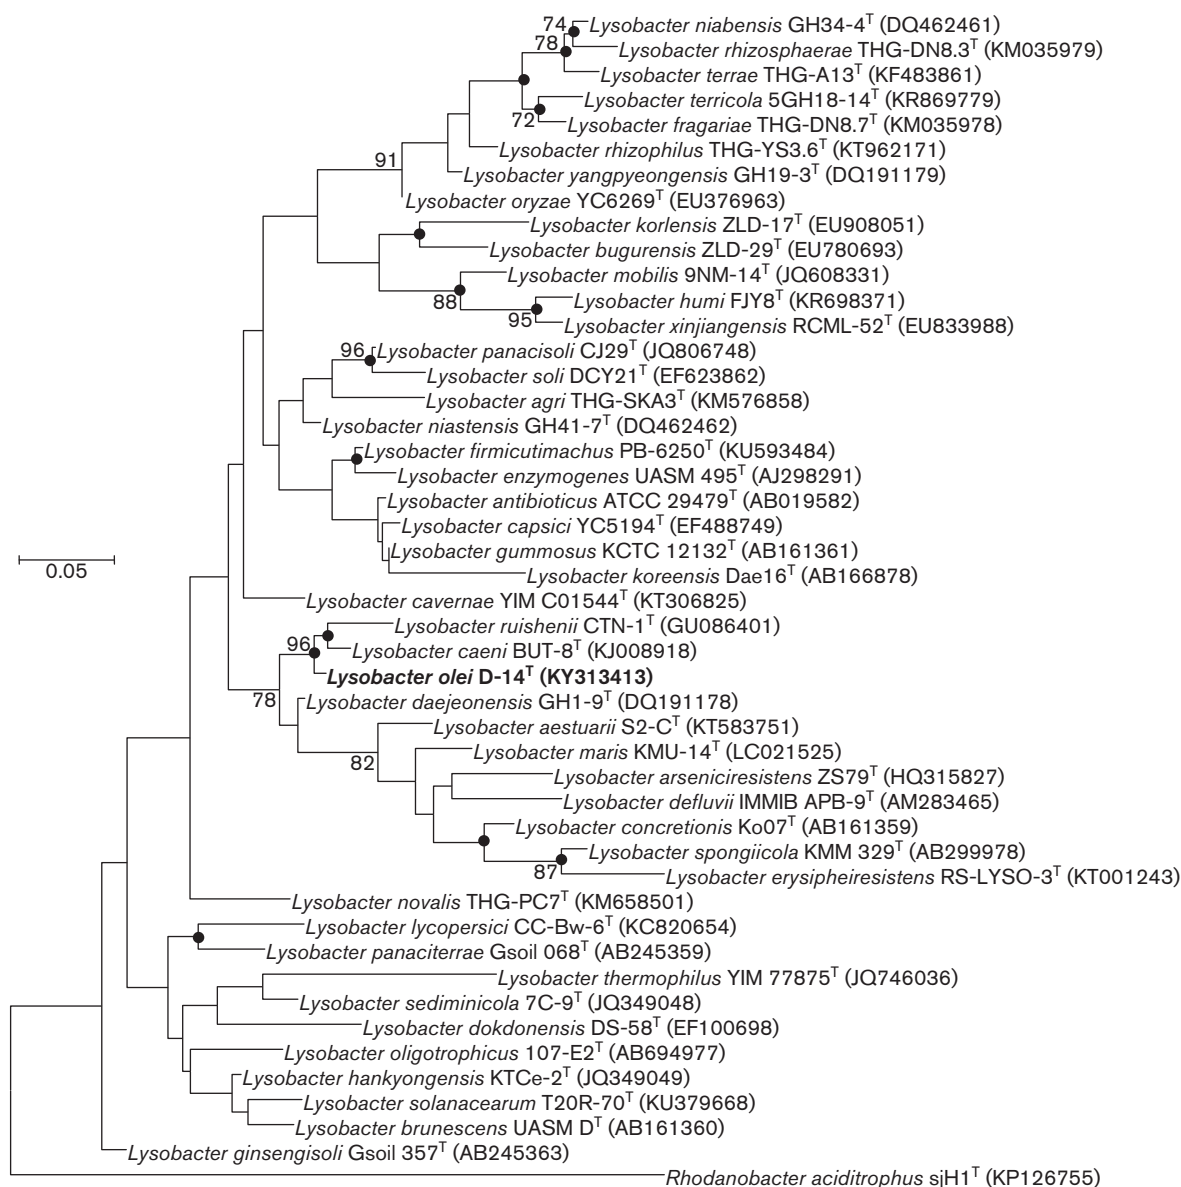 74 Lysobacter niabensis GH34-4T (DQ462461)
78 Lysobacter rhizosphaerae THG-DN8.3T (KM035979)
Lysobacter terrae THG-A13T (KF483861)
Lysobacter terricola 5GH18-14T (KR869779)
72 Lysobacter fragariae THG-DN8.7T (KM035978)
Lysobacter rhizophilus THG-YS3.6T (KT962171)
91
Lysobacter yangpyeongensis GH19-3T (DQ191179)
Lysobacter oryzae YC6269T (EU376963)
Lysobacter korlensis ZLD-17T (EU908051)
Lysobacter bugurensis ZLD-29T (EU780693)
Lysobacter mobilis 9NM-14T (JQ608331)
88 Lysobacter humi FJY8T (KR698371)
95 Lysobacter xinjiangensis RCML-52T (EU833988)
96 Lysobacter panacisoli CJ29T (JQ806748)
Lysobacter soli DCY21T (EF623862)
Lysobacter agri THG-SKA3T (KM576858)
Lysobacter niastensis GH41-7T (DQ462462)
Lysobacter firmicutimachus PB-6250T (KU593484)
Lysobacter enzymogenes UASM 495T (AJ298291)
Lysobacter antibioticus ATCC 29479T (AB019582)
Lysobacter capsici YC5194T (EF488749)
Lysobacter gummosus KCTC 12132T (AB161361)
0.05
Lysobacter koreensis Dae16T (AB166878)
Lysobacter cavernae YIM C01544T (KT306825)
Lysobacter ruishenii CTN-1T (GU086401)
96 Lysobacter caeni BUT-8T (KJ008918)
Lysobacter olei D-14T (KY313413)
78 Lysobacter daejeonensis GH1-9T (DQ191178)
Lysobacter aestuarii S2-CT (KT583751)
82 Lysobacter maris KMU-14T (LC021525)
Lysobacter arseniciresistens ZS79T (HQ315827)
Lysobacter defluvii IMMIB APB-9T (AM283465)
Lysobacter concretionis Ko07T (AB161359)
Lysobacter spongiicola KMM 329T (AB299978)
87 Lysobacter erysipheiresistens RS-LYSO-3T (KT001243)
Lysobacter novalis THG-PC7T (KM658501)
Lysobacter lycopersici CC-Bw-6T (KC820654)
Lysobacter panaciterrae Gsoil 068T (AB245359)
Lysobacter thermophilus YIM 77875T (JQ746036)
Lysobacter sediminicola 7C-9T (JQ349048)
Lysobacter dokdonensis DS-58T (EF100698)
Lysobacter oligotrophicus 107-E2T (AB694977)
Lysobacter hankyongensis KTCe-2T (JQ349049)
Lysobacter solanacearum T20R-70T (KU379668)
Lysobacter brunescens UASM DT (AB161360)
Lysobacter ginsengisoli Gsoil 357T (AB245363)
Rhodanobacter aciditrophus sjH1T (KP126755)